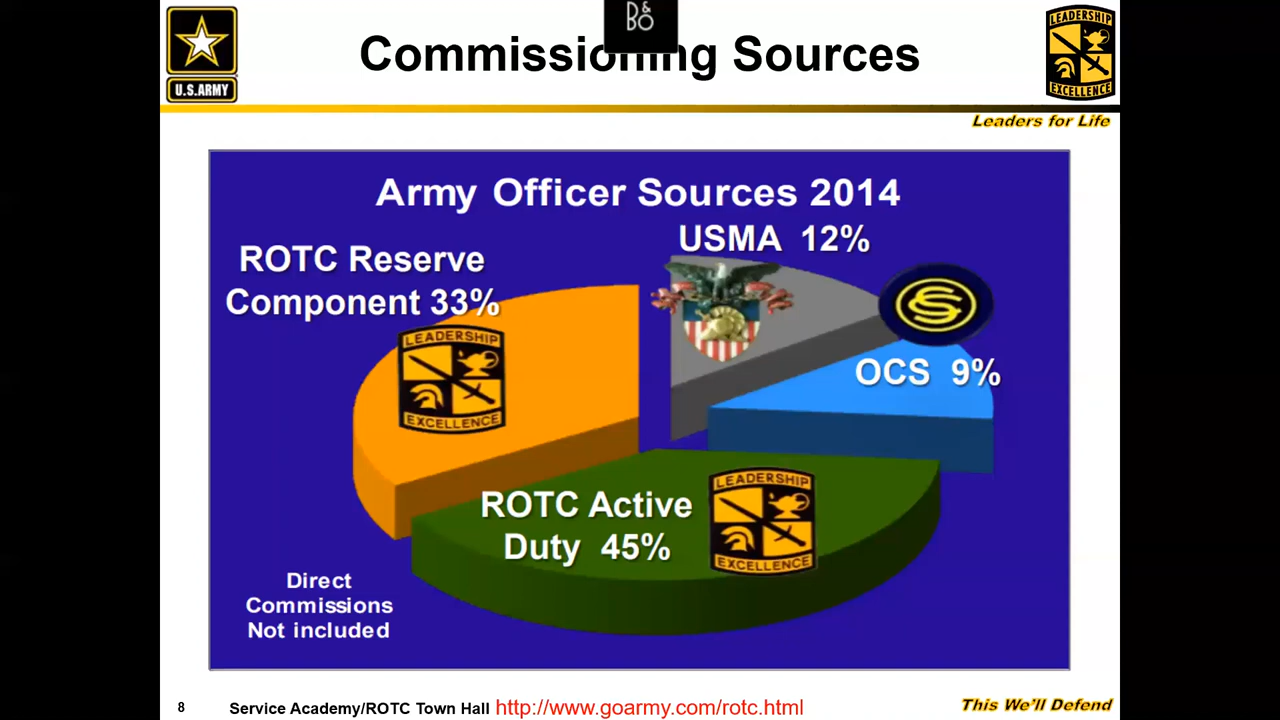 B&O
Commissioning Sources
U.S.ARMY
LEADERSHIP
EXCELLENCE
Leaders for Life
Army Officer Sources 2014
USMA 12%
ROTC Reserve
Component 33%
LEADERSHIP
EXCELLENCE
OCS 9%
ROTC Active
Duty 45%
LEADERSHIP
EXCELLENCE
Direct
Commissions
Not included
8
Service Academy/ROTC Town Hall http://www.goarmy.com/rotc.html
This We'll Defend